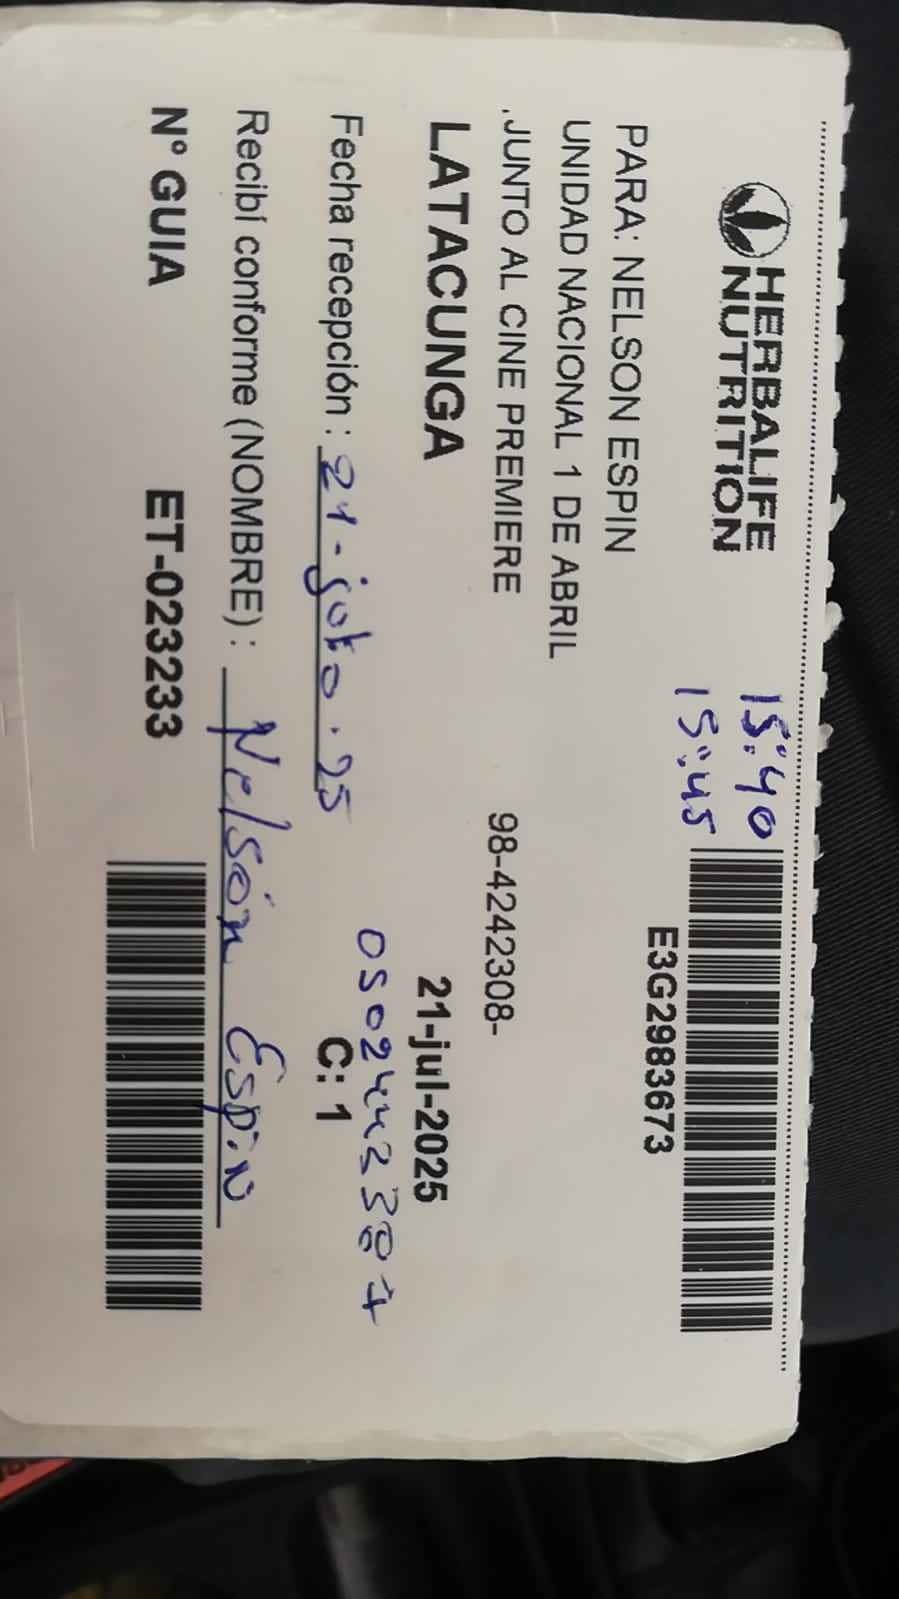 HERBALIFE
NUTRITION
15:40
15:45
E3G2983673
PARA: NELSON ESPIN
UNIDAD NACIONAL 1 DE ABRIL
.JUNTO AL CINE PREMIERE
98-4242308-
LATACUNGA
21-jul-2025
Fecha recepción : 21-julio.25
0502443387
C: 1
Recibí conforme (NOMBRE) : Nelson Espin
N° GUIA
ET-023233